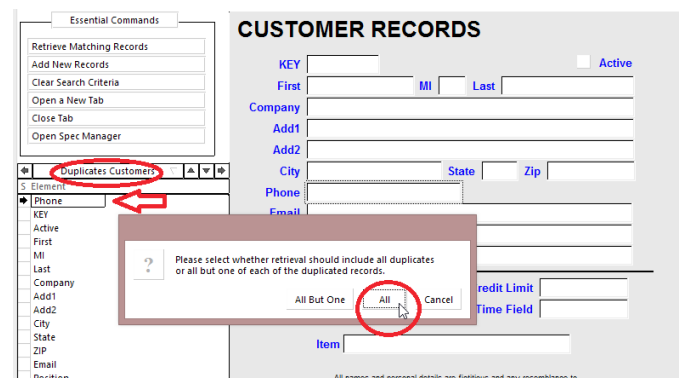 Essential Commands
Retrieve Matching Records
Add New Records
Clear Search Criteria
Open a New Tab
Close Tab
Open Spec Manager
Duplicates Customers
S Element
Phone
KEY
Active
First
MI
Last
Company
Add1
Add2
City
State
ZIP
Email
Position
CUSTOMER RECORDS
KEY Active
First MI Last
Company
Add1
Add2
City State Zip
Phone
Email
Please select whether retrieval should include all duplicates
or all but one of each of the duplicated records.
All But One All Cancel
redit Limit
Time Field
Item
All names and personal details are fictitious and any resemblance to